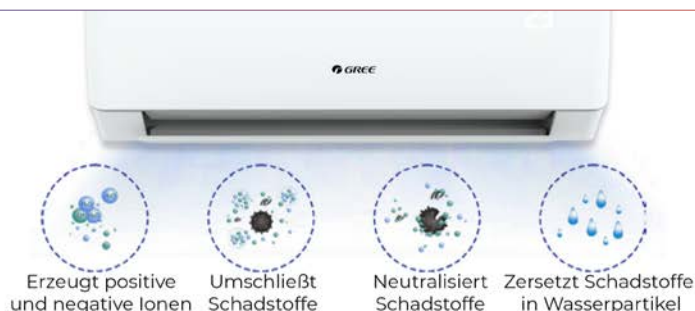 GREE
Erzeugt positive
und negative Ionen
Umschließt
Schadstoffe
Neutralisiert
Schadstoffe
Zersetzt Schadstoffe
in Wasserpartikel